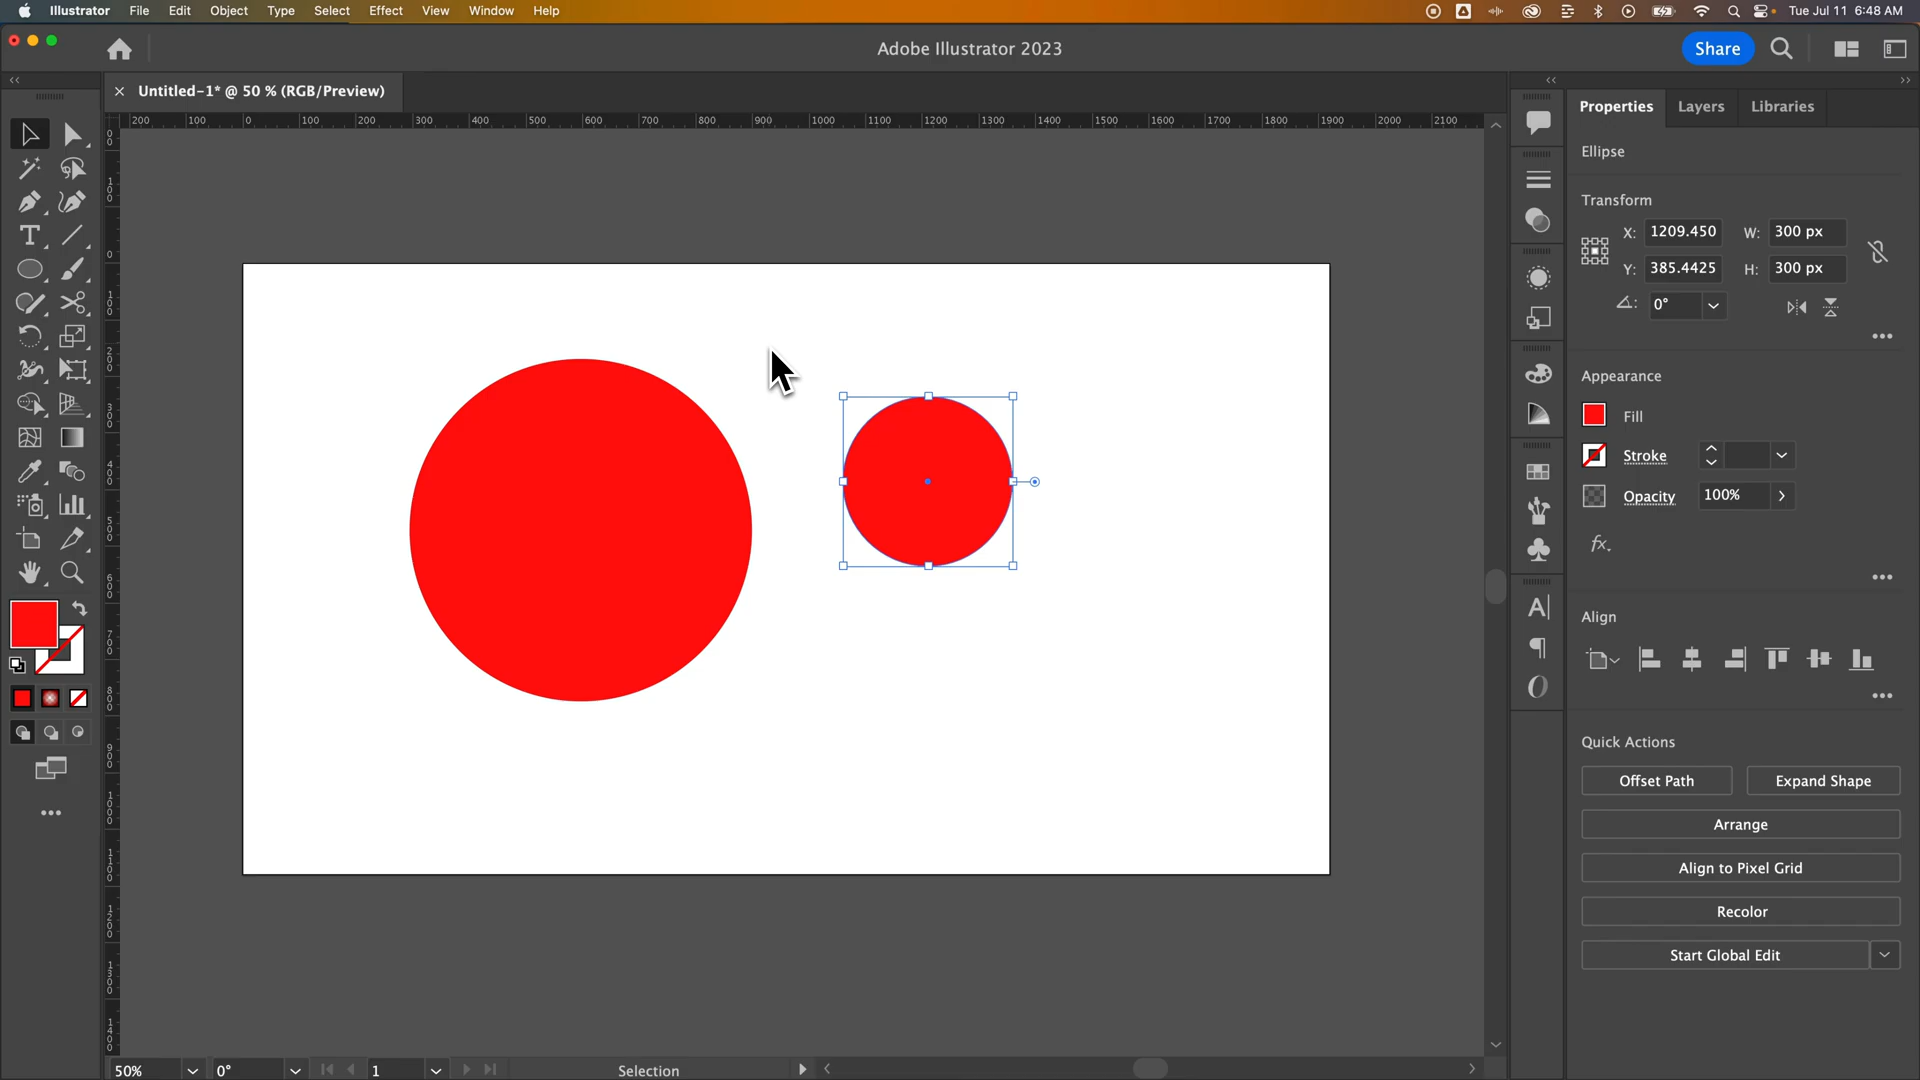 Illustrator File Edit Object Type Select Effect View Window Help Tue Jul 11 6:48 AM
Adobe Illustrator 2023
Share
Untitled-1* @ 50 % (RGB/Preview)
200 100 0 100 200 300 400 500 600 700 800 900 1000 1100 1200 1300 1400 1500 1600 1700 1800 1900 2000 2100
Properties Layers Libraries
Ellipse
Transform
X: 1209.450 W: 300 px
Y: 385.4425 H: 300 px
0°
Appearance
Fill
Stroke
Opacity 100%
fx
Align
Quick Actions
Offset Path Expand Shape
Arrange
Align to Pixel Grid
Recolor
Start Global Edit
50% 0° 1 Selection